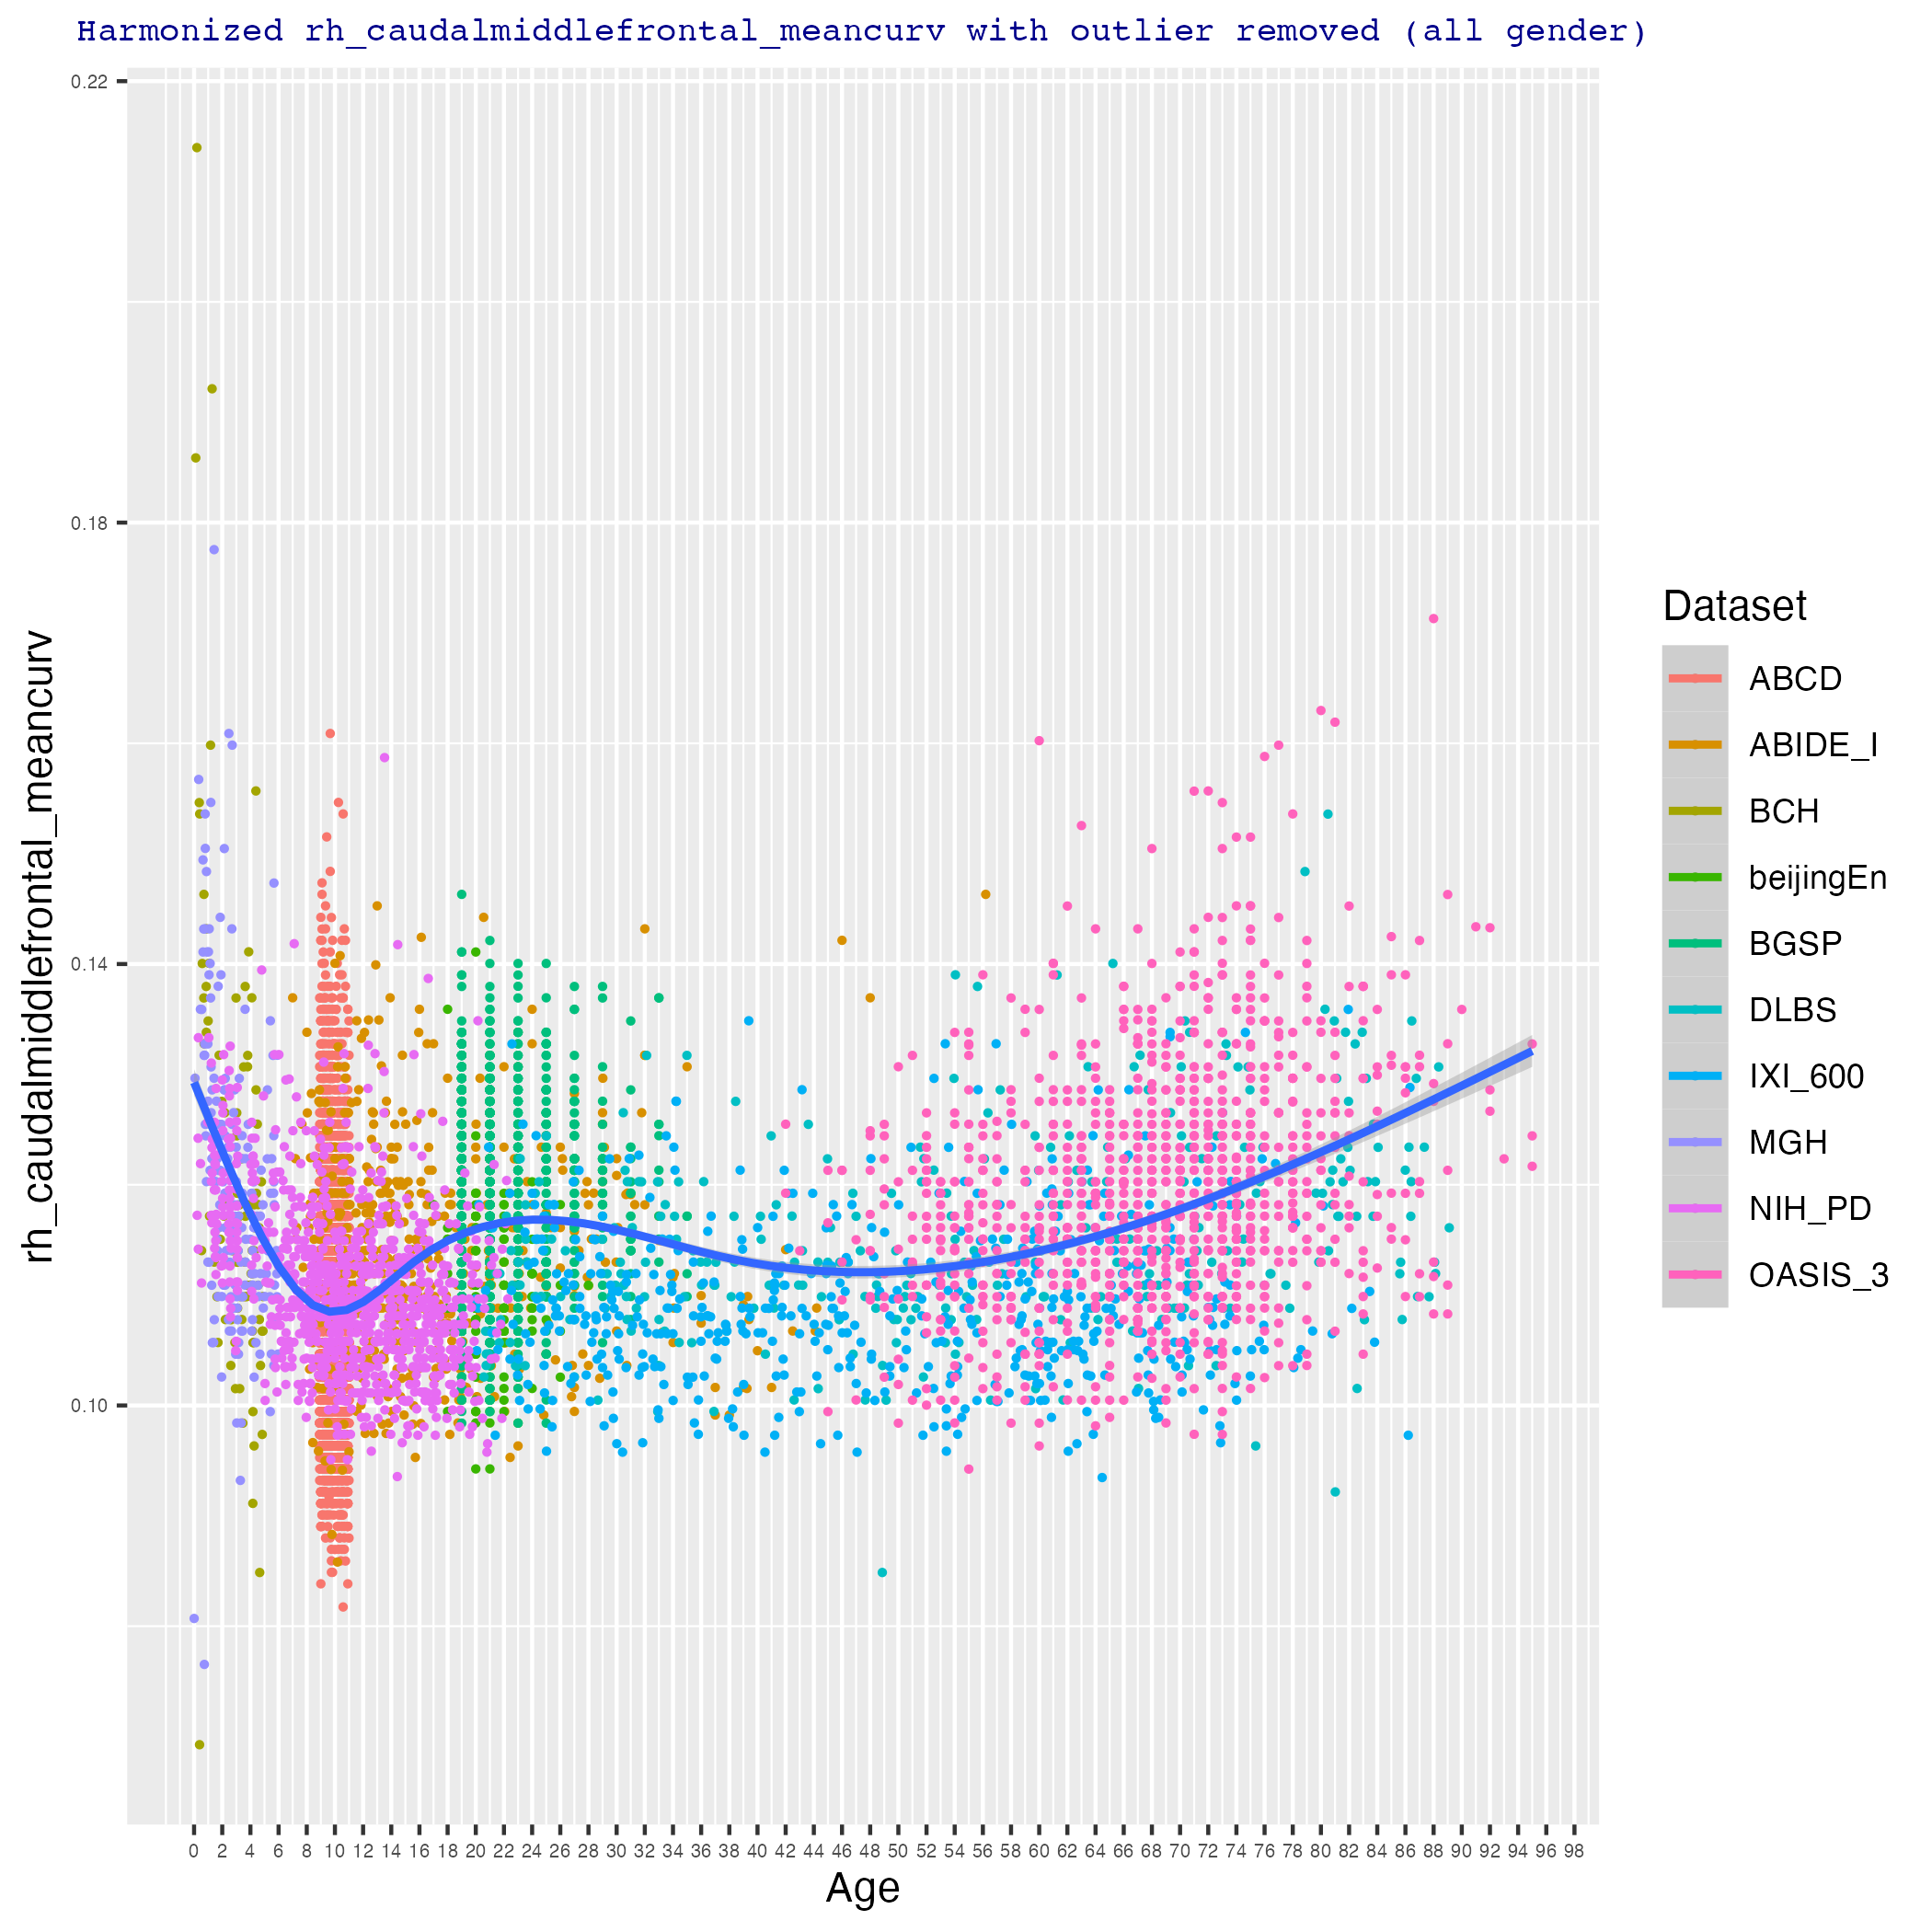 Harmonized rh_caudalmiddlefrontal_meancurv with outlier removed (all gender)
rh_caudalmiddlefrontal_meancurv
0.22
0.18
0.14
0.10
0 2 4 6 8 10 12 14 16 18 20 22 24 26 28 30 32 34 36 38 40 42 44 46 48 50 52 54 56 58 60 62 64 66 68 70 72 74 76 78 80 82 84 86 88 90 92 94 96 98
Age
Dataset
ABCD
ABIDE_I
BCH
beijingEn
BGSP
DLBS
IXI_600
MGH
NIH_PD
OASIS_3